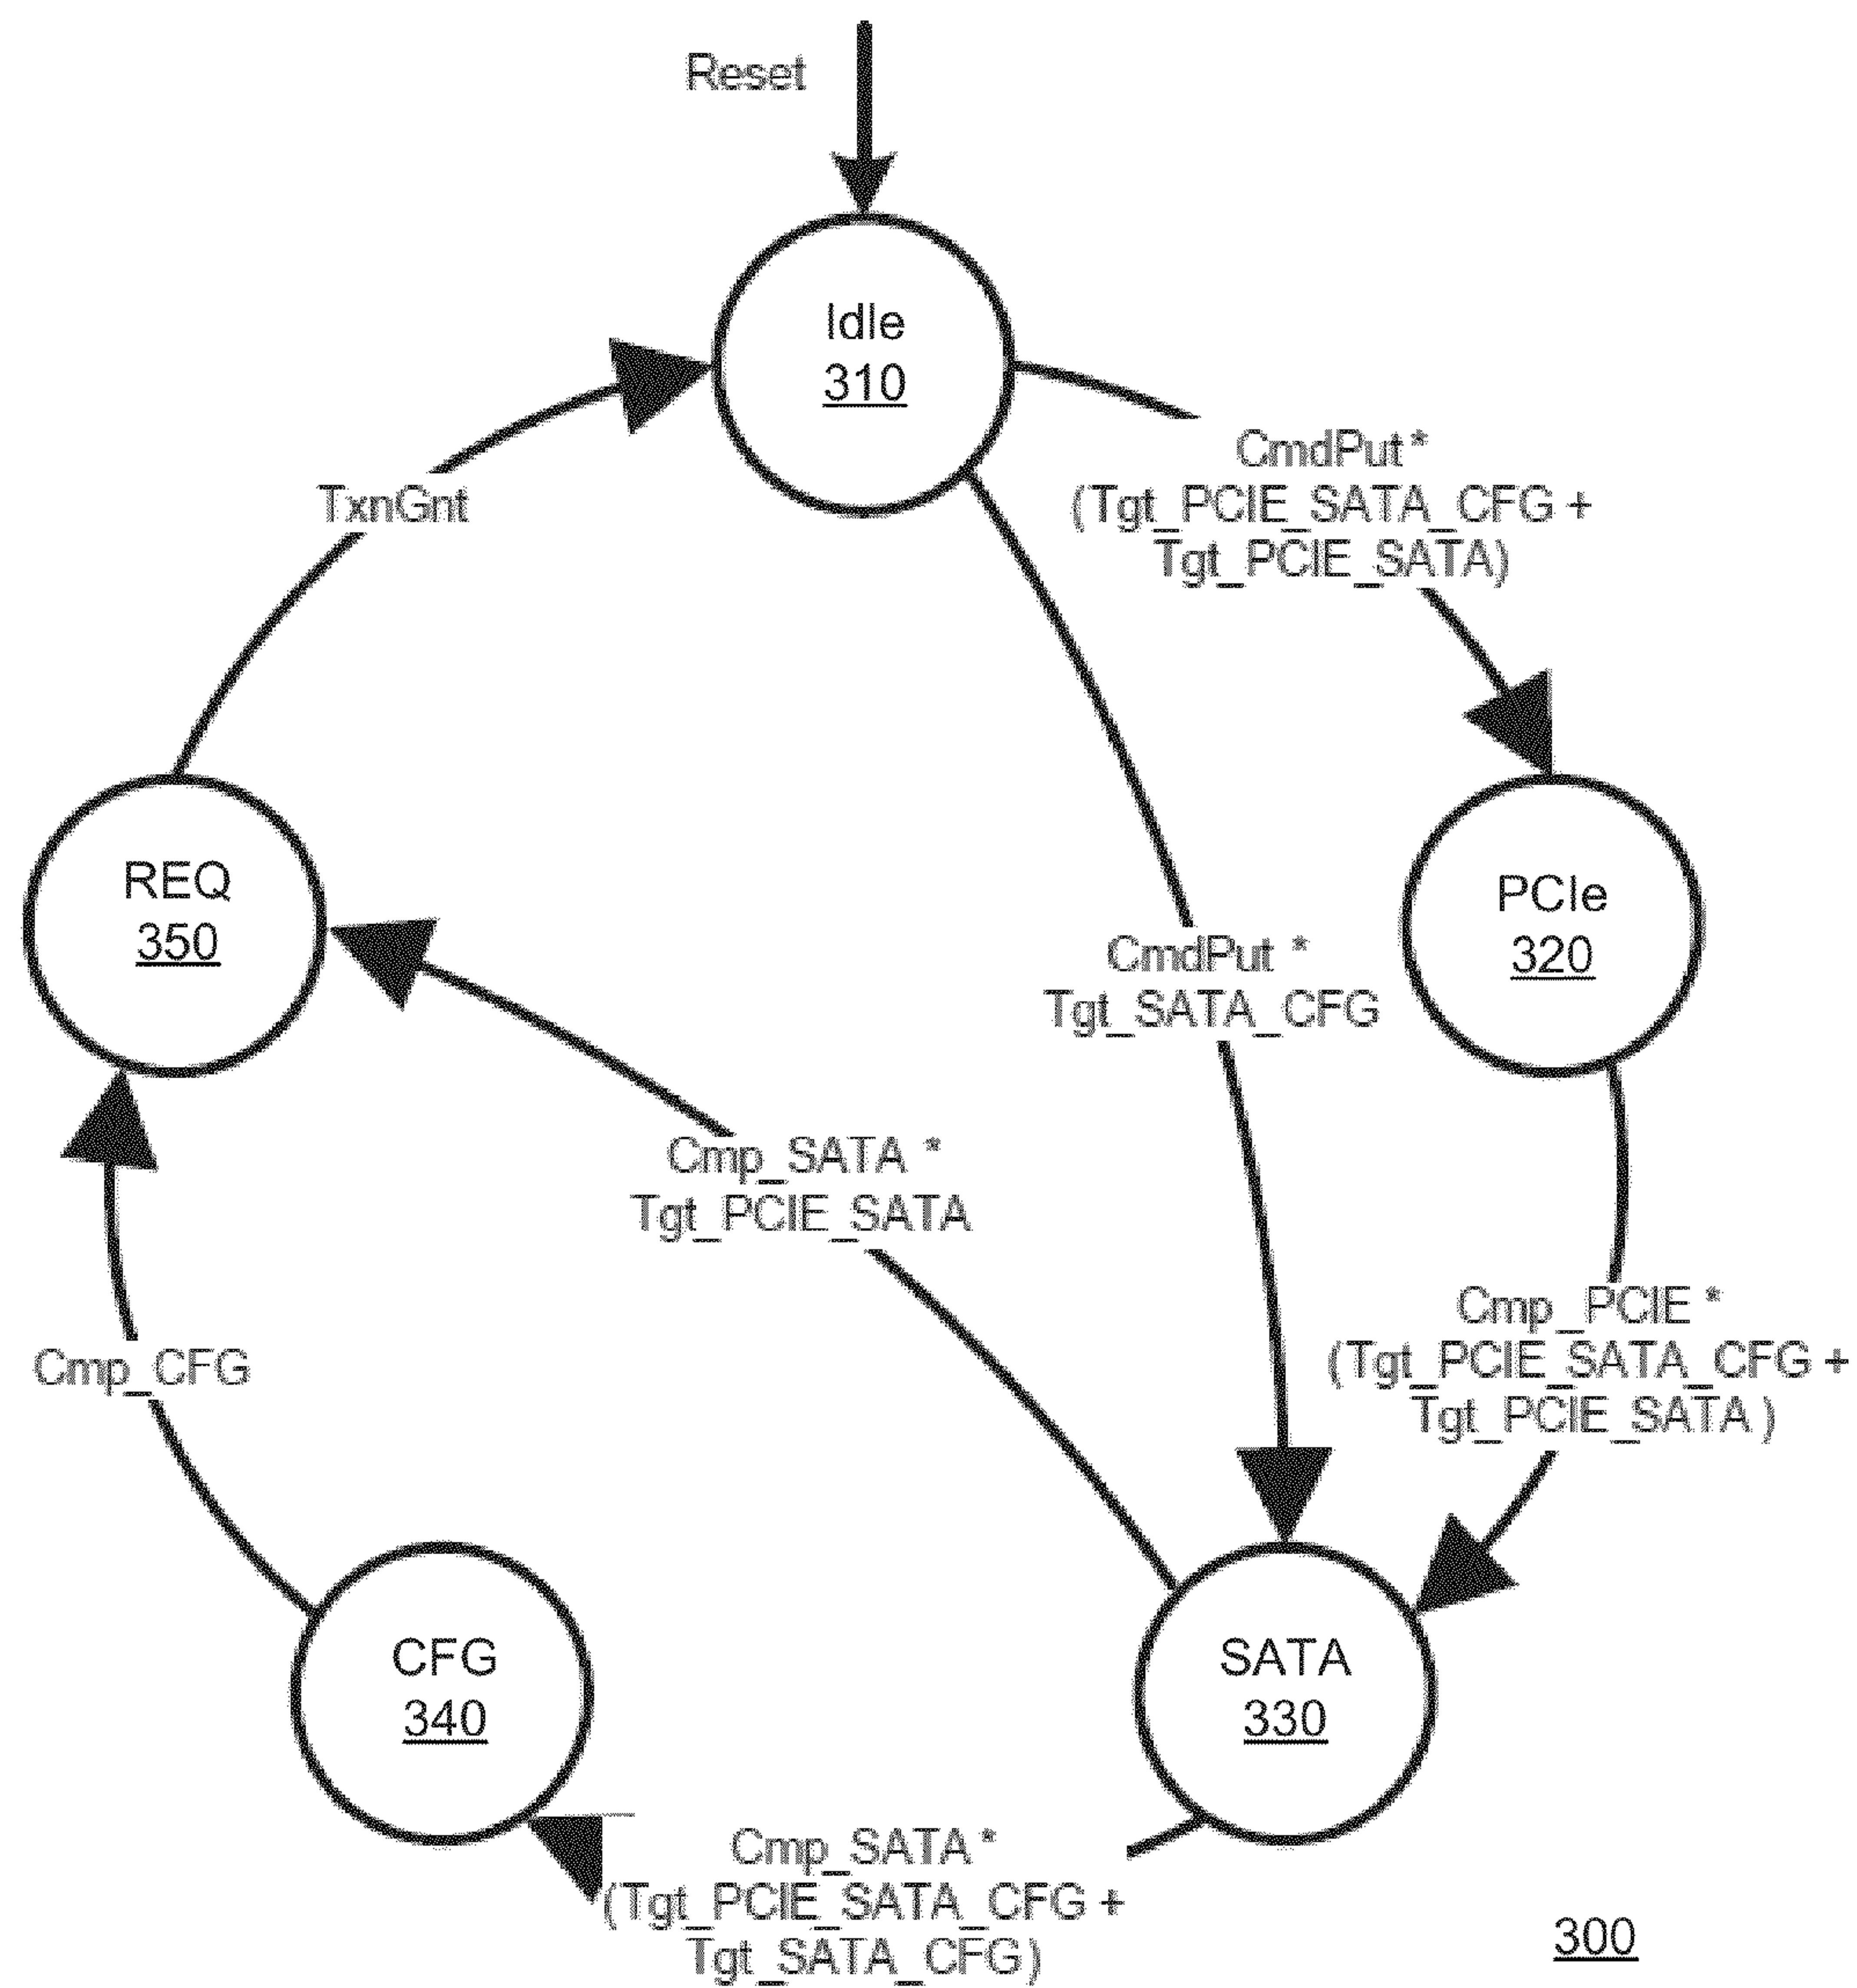 Reset
Idle
310
CmdPut *
(Tgt_PCIE_SATA_CFG +
Tgt_PCIE_SATA)
TxnGnt
REQ
350
PCIe
320
CmdPut *
Tgt_SATA_CFG
Cmp_SATA *
Tgt_PCIE_SATA
Cmp_PCIE *
(Tgt_PCIE_SATA_CFG +
Tgt_PCIE_SATA )
Cmp_CFG
CFG
340
SATA
330
Cmp_SATA *
(Tgt_PCIE_SATA_CFG +
Tgt_SATA_CFG)
300